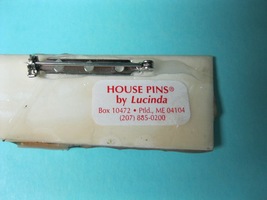 HOUSE PINS®
by Lucinda
Box 10472 • Ptld., ME 04104
(207) 885-0200